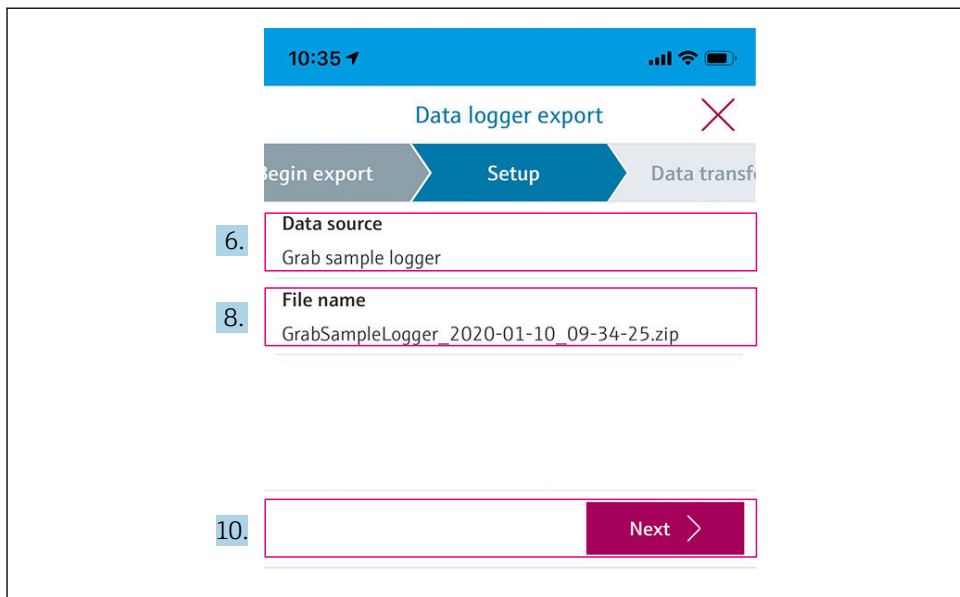 10:35
Data logger export
Begin export
Setup
Data transf
6.
Data source
Grab sample logger
8.
File name
GrabSampleLogger_2020-01-10_09-34-25.zip
10.
Next